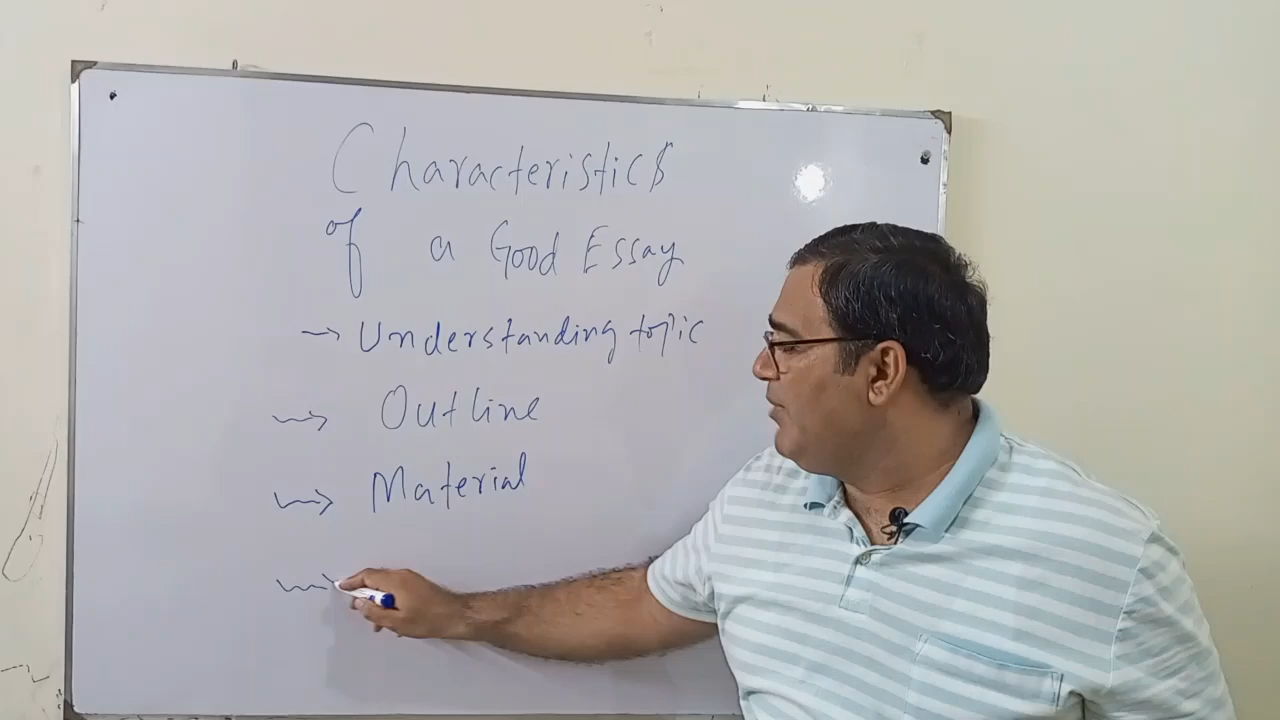 Characteristics
of a Good Essay
→ Understanding topic
→ Outline
→ Material
→